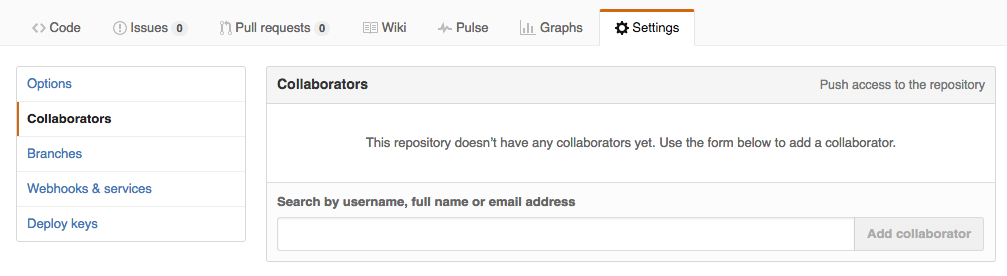 Code Issues 0 Pull requests 0 Wiki Pulse Graphs Settings
Options
Collaborators
Branches
Webhooks & services
Deploy keys
Collaborators Push access to the repository
This repository doesn't have any collaborators yet. Use the form below to add a collaborator.
Search by username, full name or email address
Add collaborator